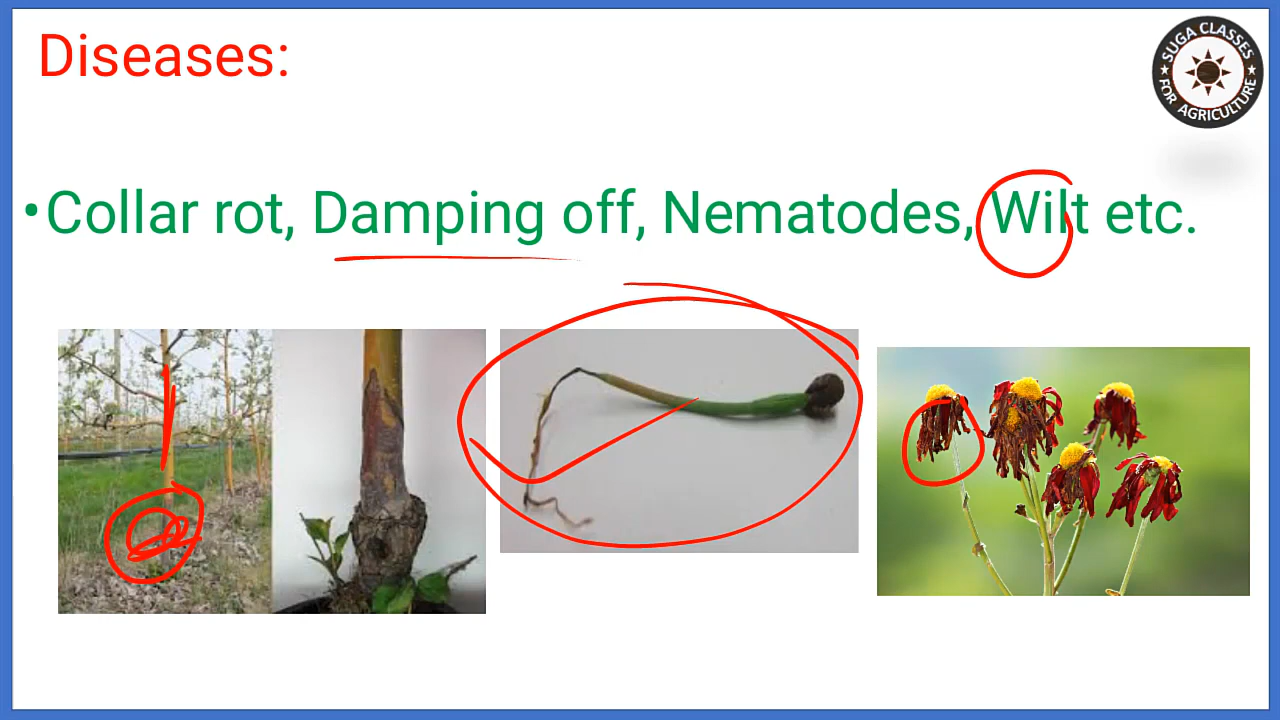 Diseases:
SUGA CLASSES
FOR AGRICULTURE
•Collar rot, Damping off, Nematodes, Wilt etc.